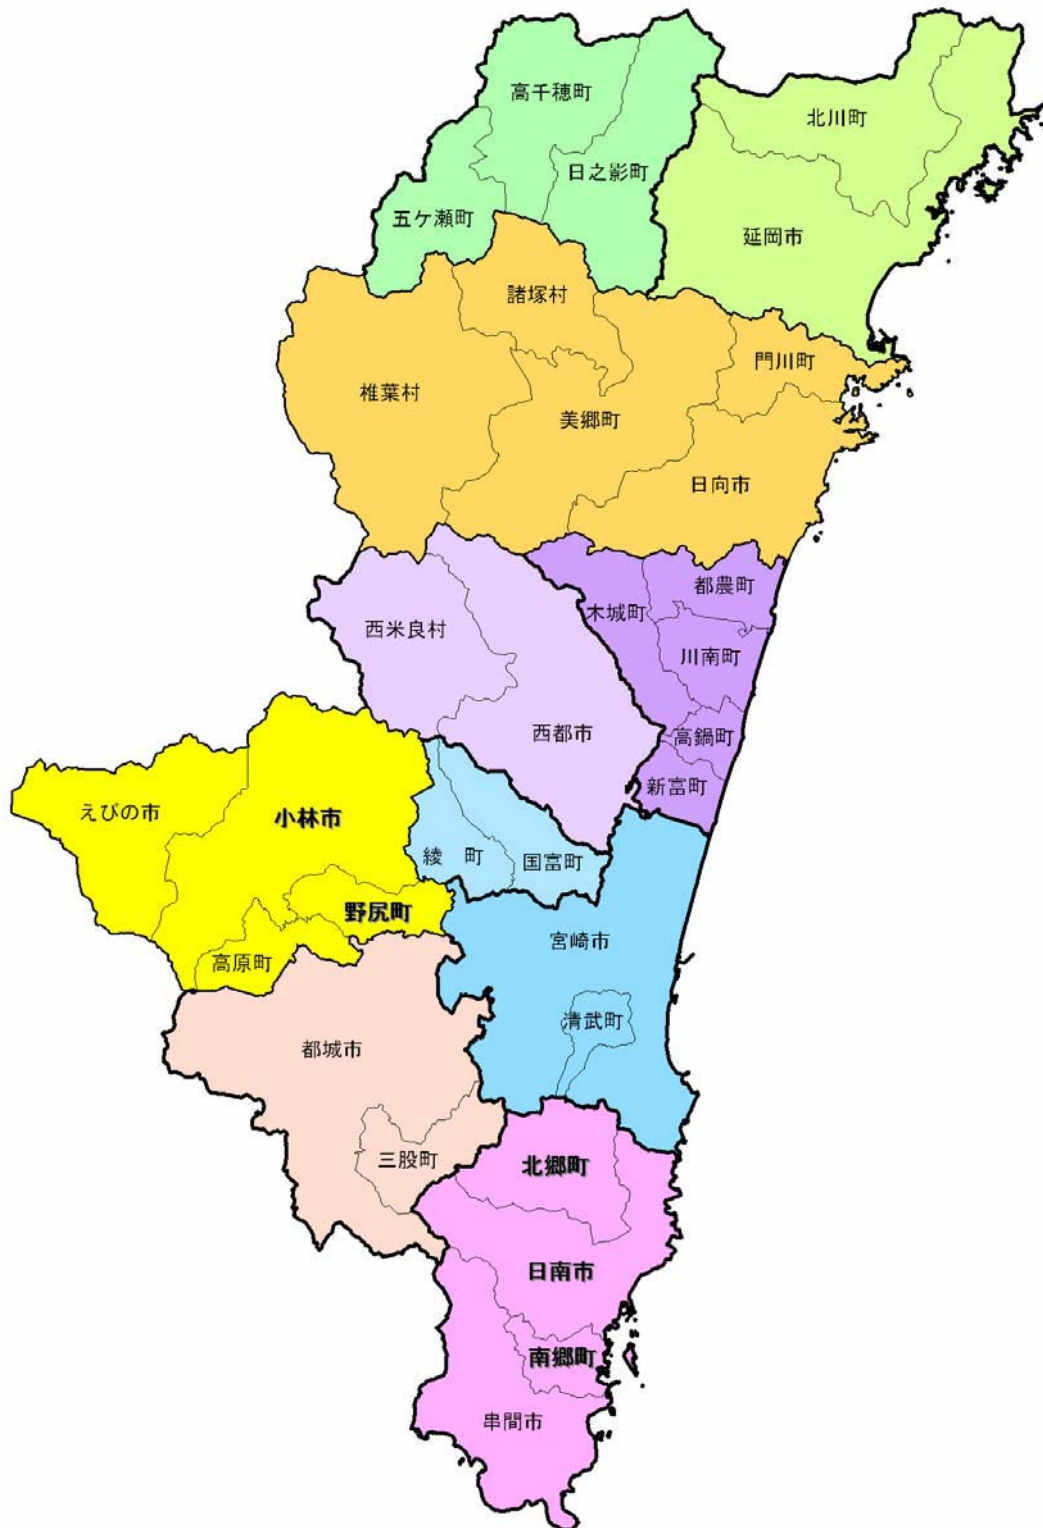 高千穂町
北川町
日之影町
五ケ瀬町
延岡市
諸塚村
門川町
椎葉村
美郷町
日向市
都農町
木城町
西米良村
川南町
西都市
高鍋町
新富町
えびの市
小林市
綾　町
国富町
野尻町
宮崎市
高原町
清武町
都城市
三股町
北郷町
日南市
南郷町
串間市